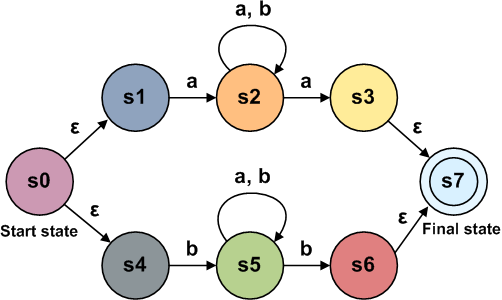 a, b
s1
a
s2
a
s3
ε
ε
s0
Start state
s7
Final state
a, b
ε
ε
s4
b
s5
b
s6